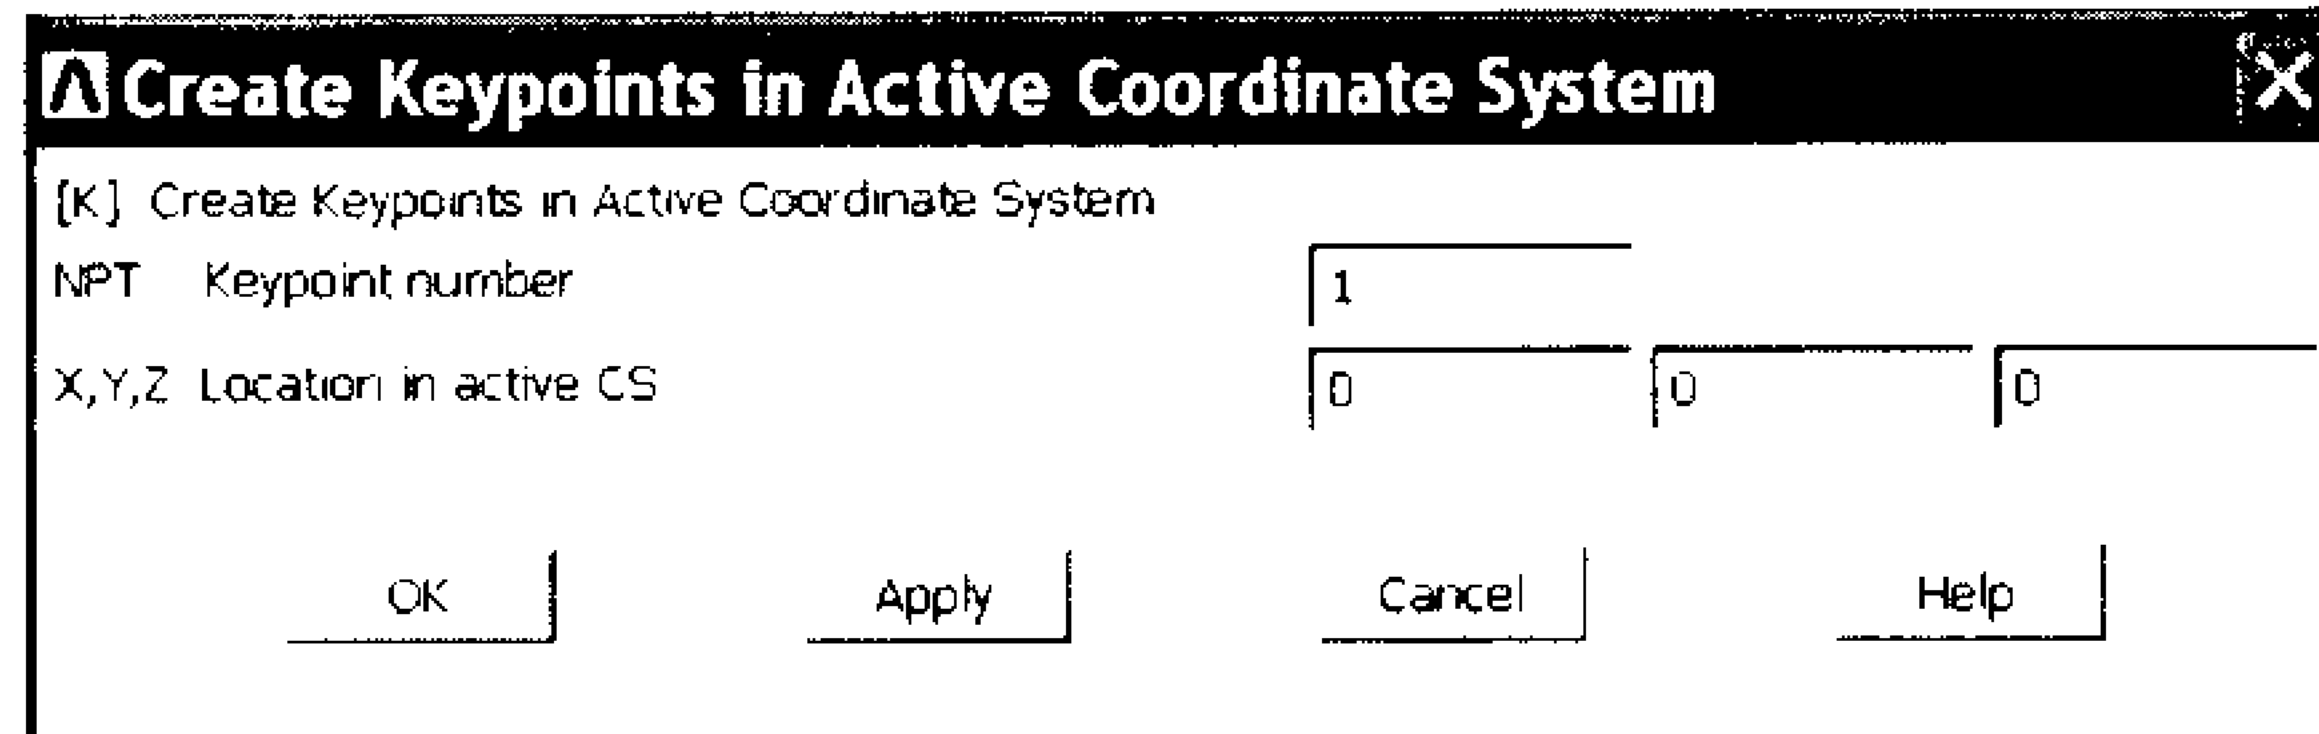 Λ Create Keypoints in Active Coordinate System X
[K] Create Keypoints in Active Coordinate System
NPT Keypoint number 1
X,Y,Z Location in active CS 0 0 0
OK Apply Cancel Help